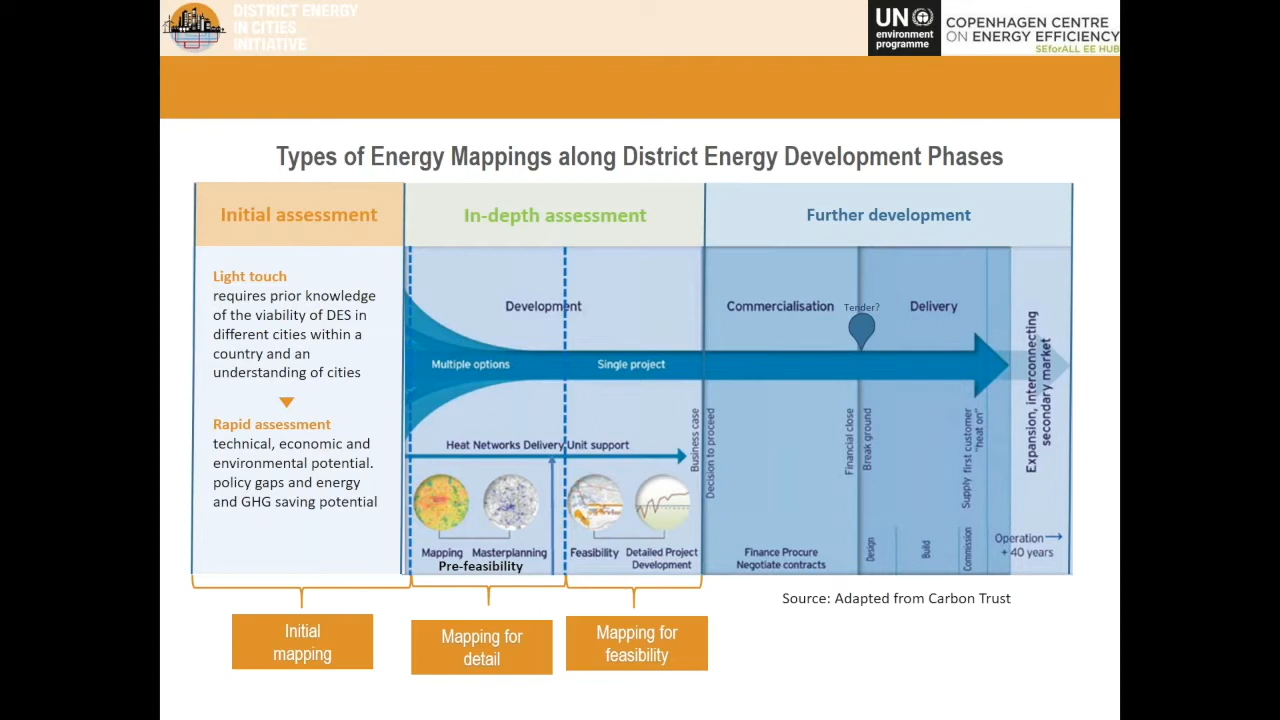 DISTRICT ENERGY
IN CITIES
INITIATIVE
UN
environment
programme
COPENHAGEN CENTRE
ON ENERGY EFFICIENCY
SEforALL EE HUB
Types of Energy Mappings along District Energy Development Phases
Initial assessment
In-depth assessment
Further development
Light touch
requires prior knowledge
of the viability of DES in
different cities within a
country and an
understanding of cities
Rapid assessment
technical, economic and
environmental potential.
policy gaps and energy
and GHG saving potential
Development
Commercialisation
Tender?
Delivery
Multiple options
Single project
Heat Networks Delivery Unit support
Business case
Decision to proceed
Financial close
Break ground
Supply first customer
"heat on"
Expansion, interconnecting
secondary market
Mapping
Masterplanning
Pre-feasibility
Feasibility
Detailed Project
Development
Finance Procure
Negotiate contracts
Design
Build
Commission
Operation
+ 40 years
Source: Adapted from Carbon Trust
Initial
mapping
Mapping for
detail
Mapping for
feasibility